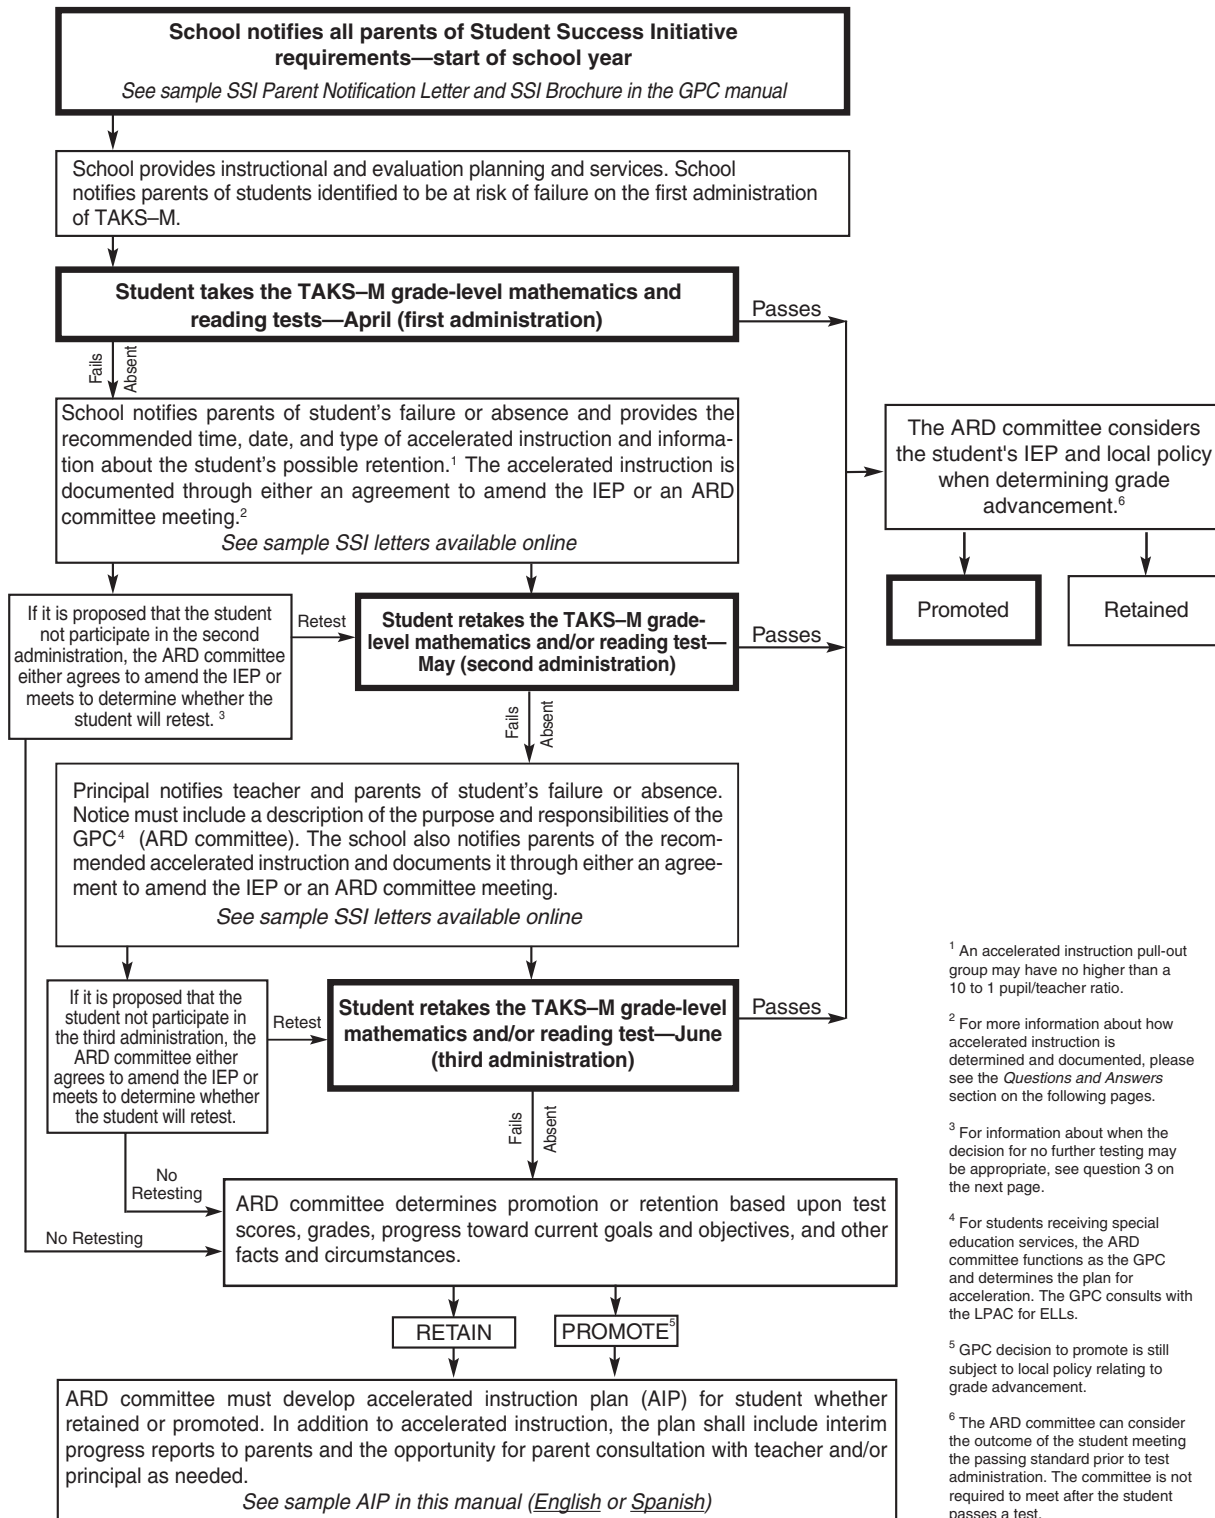 School notifies all parents of Student Success Initiative
requirements—start of school year
See sample SSI Parent Notification Letter and SSI Brochure in the GPC manual
School provides instructional and evaluation planning and services. School
notifies parents of students identified to be at risk of failure on the first administration
of TAKS–M.
Student takes the TAKS–M grade-level mathematics and
reading tests—April (first administration)
Passes
Fails
Absent
School notifies parents of student’s failure or absence and provides the
recommended time, date, and type of accelerated instruction and informa-
tion about the student’s possible retention.¹ The accelerated instruction is
documented through either an agreement to amend the IEP or an ARD
committee meeting.²
See sample SSI letters available online
The ARD committee considers
the student's IEP and local policy
when determining grade
advancement.⁶
Promoted
Retained
If it is proposed that the student
not participate in the second
administration, the ARD committee
either agrees to amend the IEP or
meets to determine whether the
student will retest. ³
Retest
Student retakes the TAKS–M grade-
level mathematics and/or reading test—
May (second administration)
Passes
Fails
Absent
Principal notifies teacher and parents of student’s failure or absence.
Notice must include a description of the purpose and responsibilities of the
GPC⁴ (ARD committee). The school also notifies parents of the recom-
mended accelerated instruction and documents it through either an agree-
ment to amend the IEP or an ARD committee meeting.
See sample SSI letters available online
If it is proposed that the
student not participate in
the third administration, the
ARD committee either
agrees to amend the IEP or
meets to determine whether
the student will retest.
Retest
Student retakes the TAKS–M grade-level
mathematics and/or reading test—June
(third administration)
Passes
Fails
Absent
No
Retesting
No Retesting
ARD committee determines promotion or retention based upon test
scores, grades, progress toward current goals and objectives, and other
facts and circumstances.
RETAIN
PROMOTE⁵
ARD committee must develop accelerated instruction plan (AIP) for student whether
retained or promoted. In addition to accelerated instruction, the plan shall include interim
progress reports to parents and the opportunity for parent consultation with teacher and/or
principal as needed.
See sample AIP in this manual (English or Spanish)
¹ An accelerated instruction pull-out
group may have no higher than a
10 to 1 pupil/teacher ratio.
² For more information about how
accelerated instruction is
determined and documented, please
see the Questions and Answers
section on the following pages.
³ For information about when the
decision for no further testing may
be appropriate, see question 3 on
the next page.
⁴ For students receiving special
education services, the ARD
committee functions as the GPC
and determines the plan for
acceleration. The GPC consults with
the LPAC for ELLs.
⁵ GPC decision to promote is still
subject to local policy relating to
grade advancement.
⁶ The ARD committee can consider
the outcome of the student meeting
the passing standard prior to test
administration. The committee is not
required to meet after the student
passes a test.